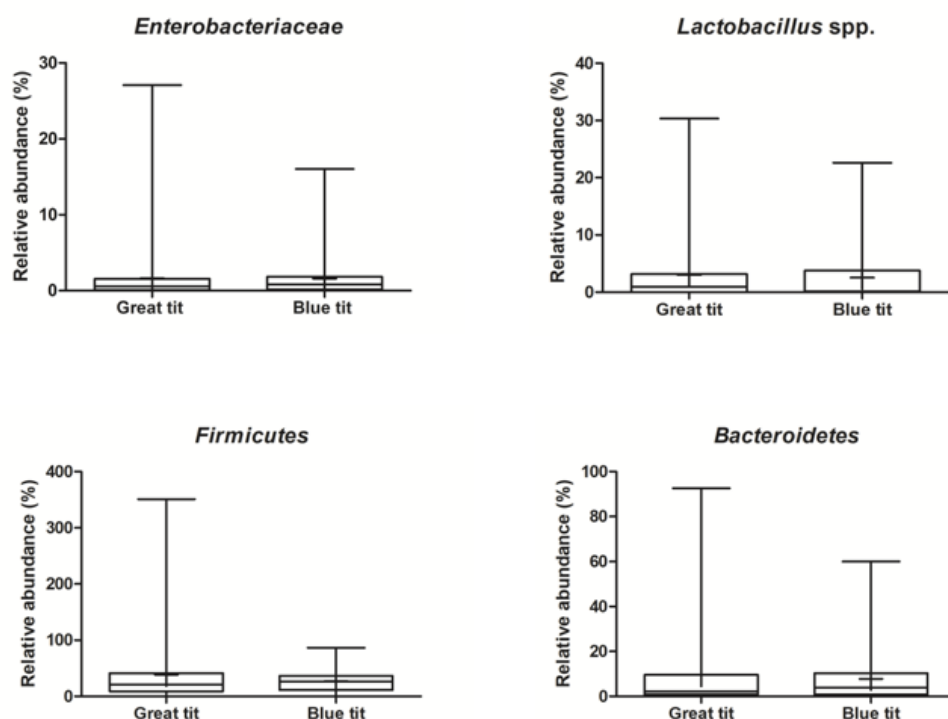 Enterobacteriaceae
Relative abundance (%)
30
20
10
0
Great tit
Blue tit
Lactobacillus spp.
Relative abundance (%)
40
30
20
10
0
Great tit
Blue tit
Firmicutes
Relative abundance (%)
400
300
200
100
0
Great tit
Blue tit
Bacteroidetes
Relative abundance (%)
100
80
60
40
20
0
Great tit
Blue tit